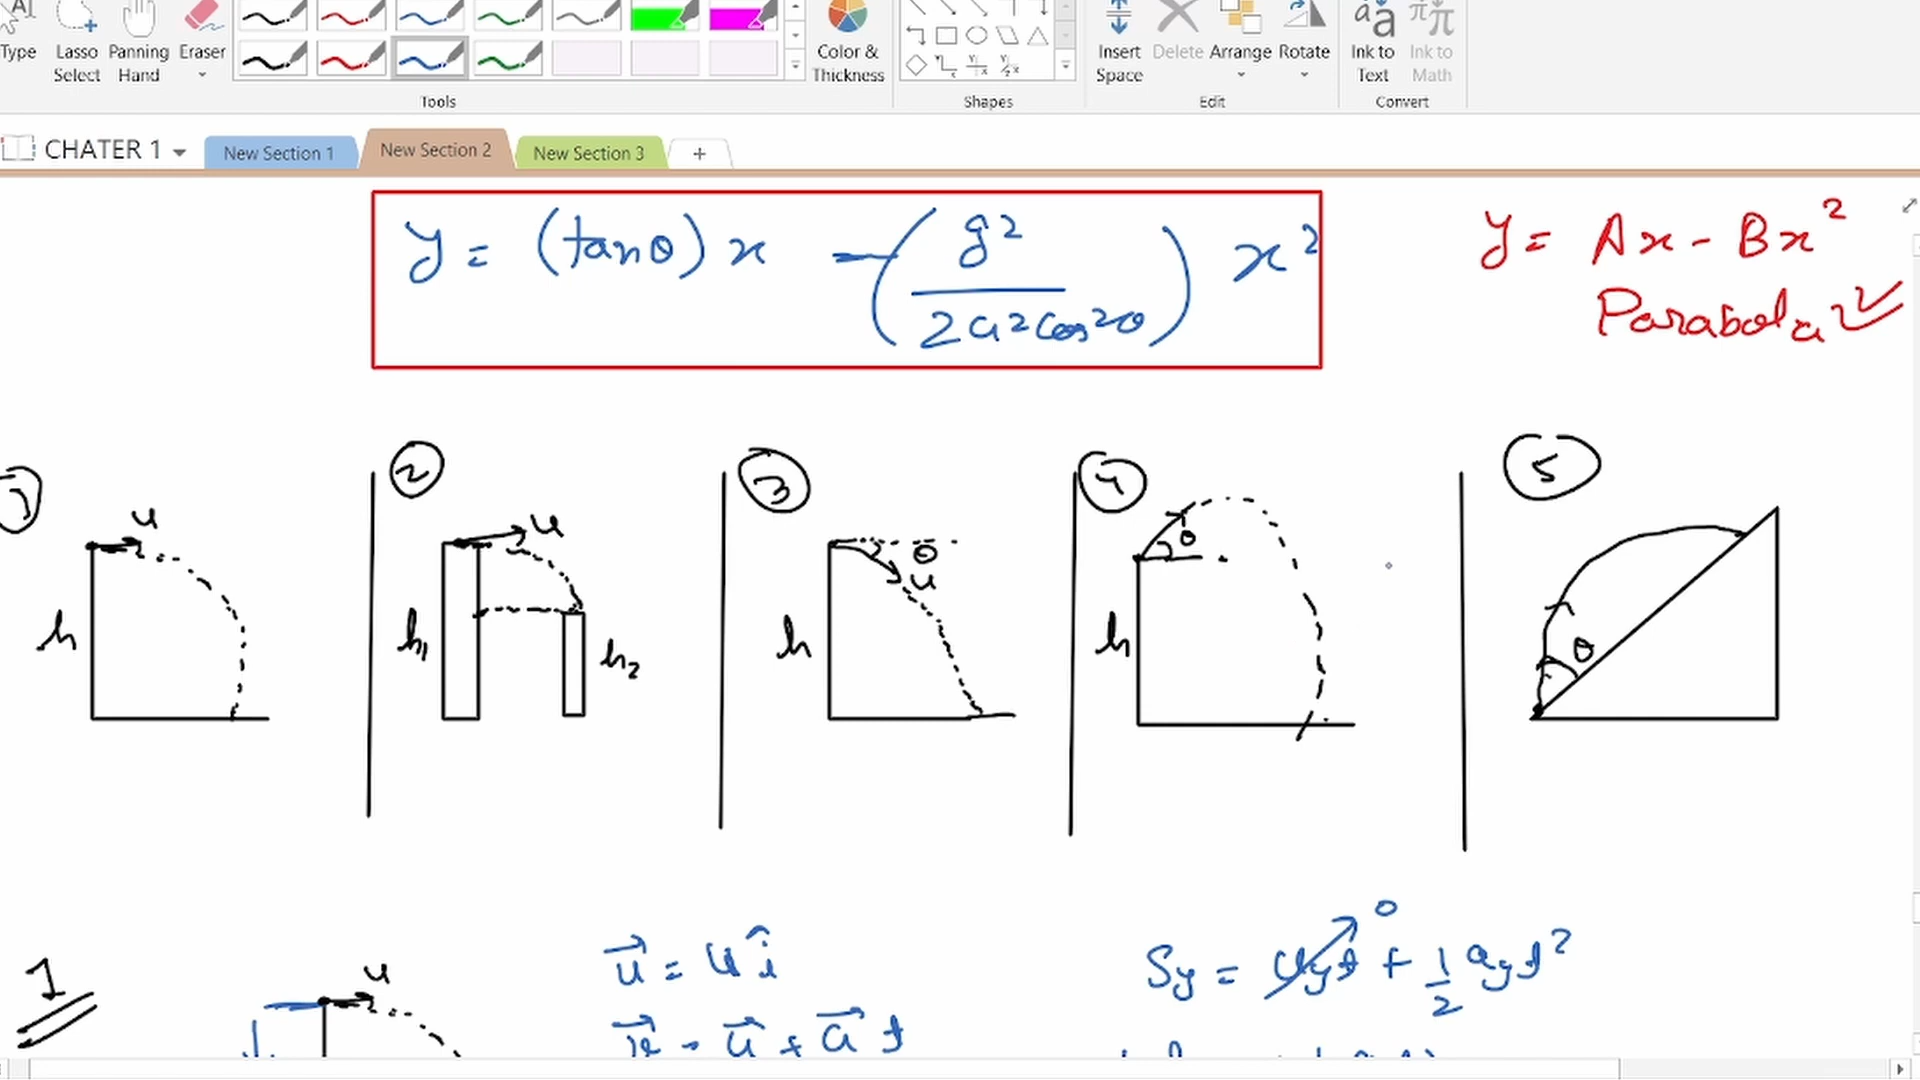 Type
Lasso Select
Panning Hand
Eraser
Color & Thickness
Insert Space
Delete
Arrange
Rotate
Ink to Text
Ink to Math
Tools
Shapes
Edit
Convert
CHATER 1
New Section 1
New Section 2
New Section 3
+
y = (tanθ) x - (g² / 2u²cos²θ) x²
y = Ax - Bx²
Parabola
1
u
h
2
u
h₁
h₂
3
θ
u
h
4
θ
h
5
θ
1
u
u⃗ = u î
Sy = uyt + 1/2 ayt²
0
v⃗ = u⃗ + a⃗ t